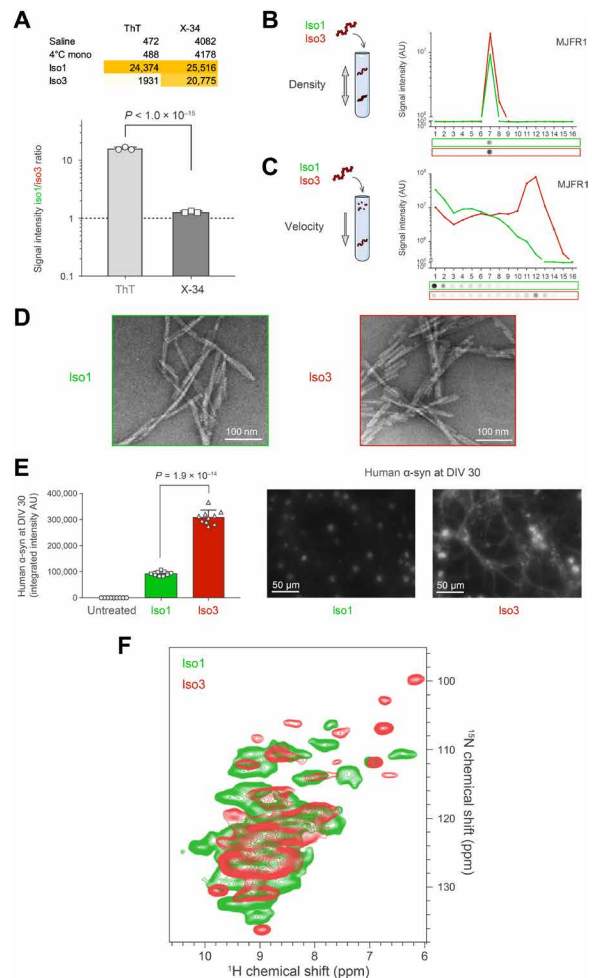 A
ThT X-34
Saline 472 4082
4°C mono 488 4178
Iso1 24,374 25,516
Iso3 1931 20,775
P < 1.0 × 10⁻¹⁵
Signal intensity iso1/iso3 ratio
10
1
0.1
ThT X-34
B
Iso1
Iso3
Density
Signal intensity (AU)
MJFR1
1 2 3 4 5 6 7 8 9 10 11 12 13 14 15 16
C
Iso1
Iso3
Velocity
Signal intensity (AU)
MJFR1
1 2 3 4 5 6 7 8 9 10 11 12 13 14 15 16
D
Iso1
100 nm
Iso3
100 nm
E
Human α-syn at DIV 30
(integrated intensity AU)
P = 1.9 × 10⁻¹⁴
400,000
300,000
200,000
100,000
0
Untreated Iso1 Iso3
Human α-syn at DIV 30
50 µm
50 µm
Iso1 Iso3
F
Iso1
Iso3
100
110
120
130
¹⁵N chemical shift (ppm)
10 9 8 7 6
¹H chemical shift (ppm)